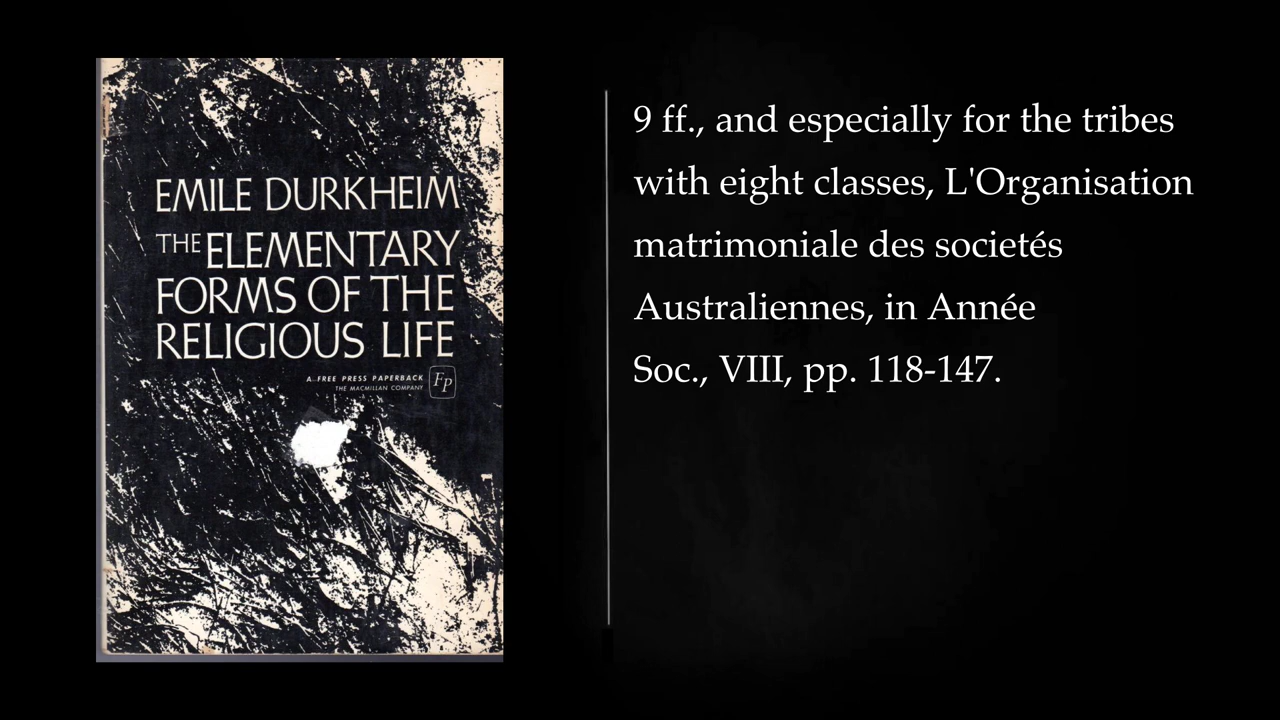 EMILE DURKHEIM
THE ELEMENTARY
FORMS OF THE
RELIGIOUS LIFE
A FREE PRESS PAPERBACK
THE MACMILLAN COMPANY
Fp
9 ff., and especially for the tribes
with eight classes, L'Organisation
matrimoniale des societés
Australiennes, in Année
Soc., VIII, pp. 118-147.